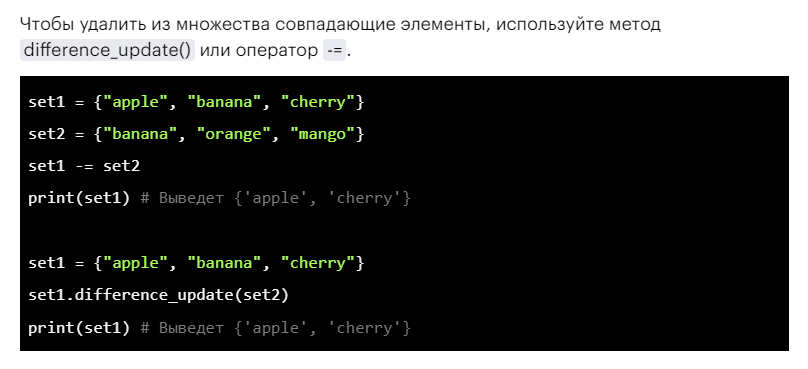 Чтобы удалить из множества совпадающие элементы, используйте метод
difference_update() или оператор -=.
set1 = {"apple", "banana", "cherry"}
set2 = {"banana", "orange", "mango"}
set1 -= set2
print(set1) # Выведет {'apple', 'cherry'}
set1 = {"apple", "banana", "cherry"}
set1.difference_update(set2)
print(set1) # Выведет {'apple', 'cherry'}